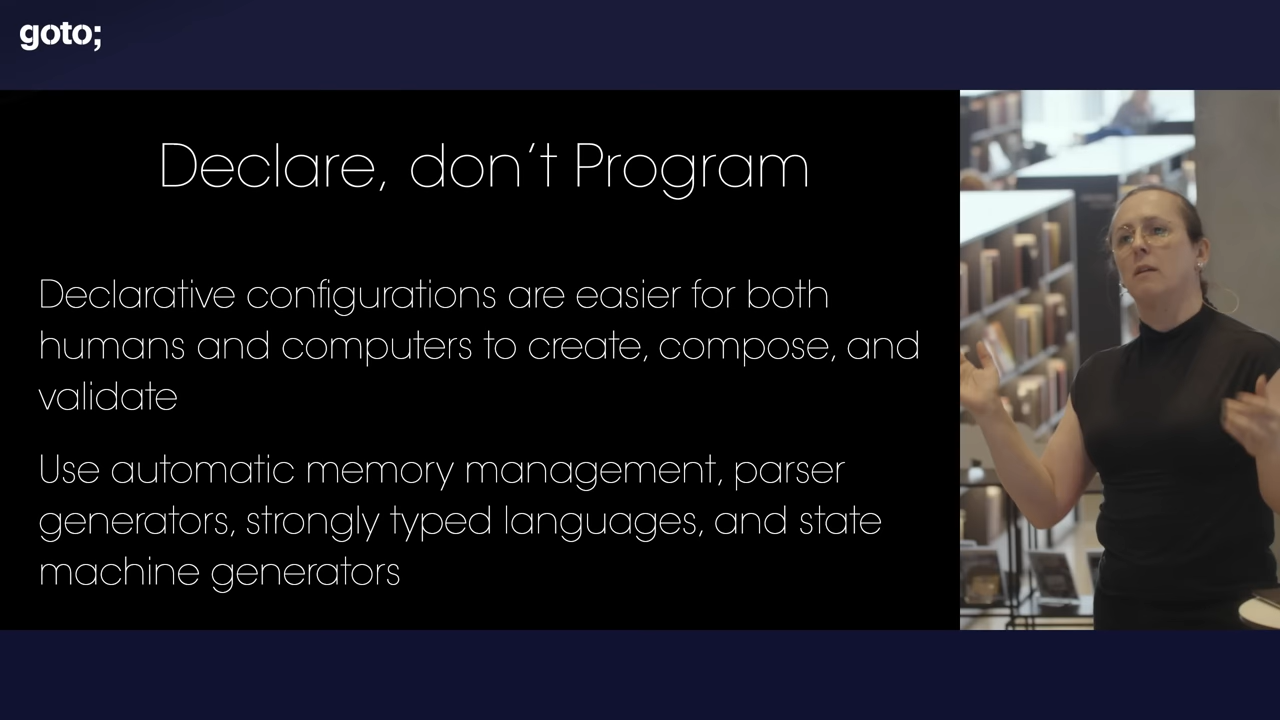 goto;
Declare, don't Program
Declarative configurations are easier for both
humans and computers to create, compose, and
validate
Use automatic memory management, parser
generators, strongly typed languages, and state
machine generators